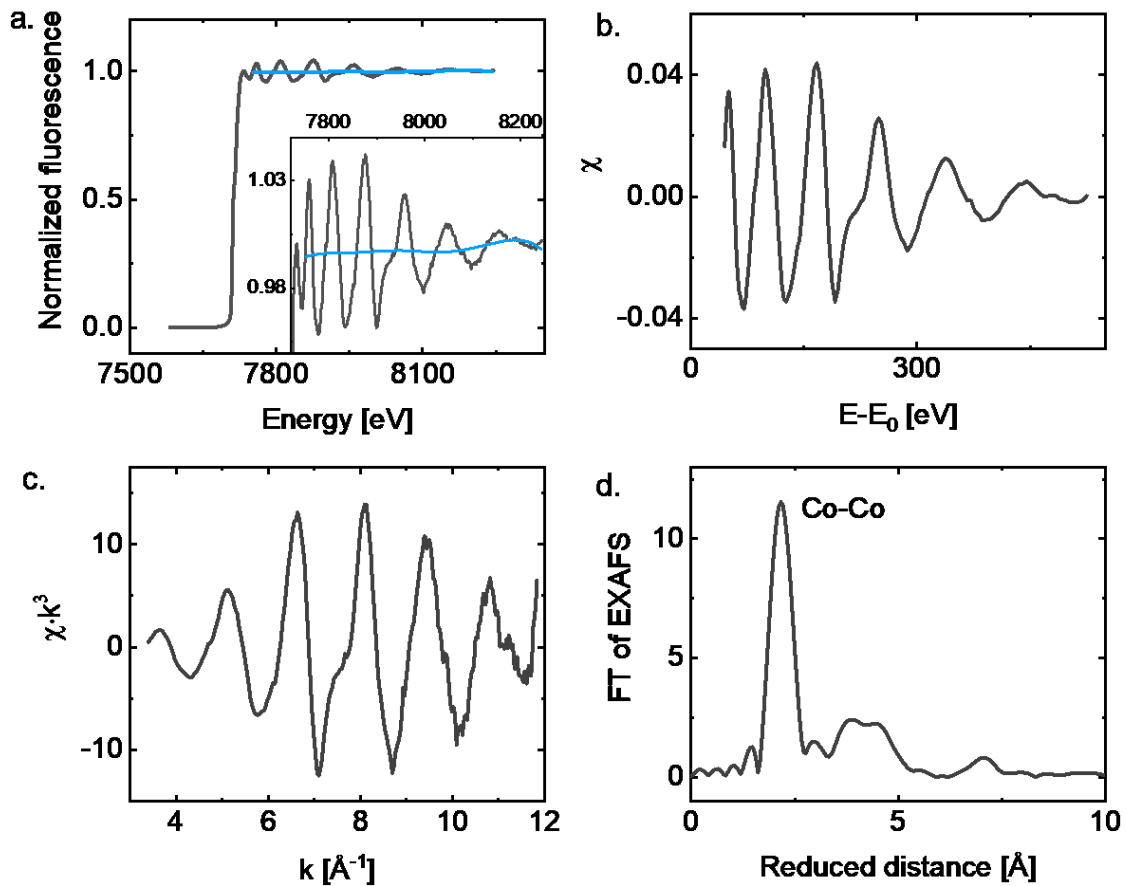 a.
Normalized fluorescence
1.0
0.5
0.0
7500
7800
8100
Energy [eV]
7800
8000
8200
1.03
0.98
b.
χ
0.04
0.00
-0.04
0
300
E-E₀ [eV]
c.
χ·k³
10
0
-10
4
6
8
10
12
k [Å⁻¹]
d.
FT of EXAFS
10
5
0
Co-Co
0
5
10
Reduced distance [Å]